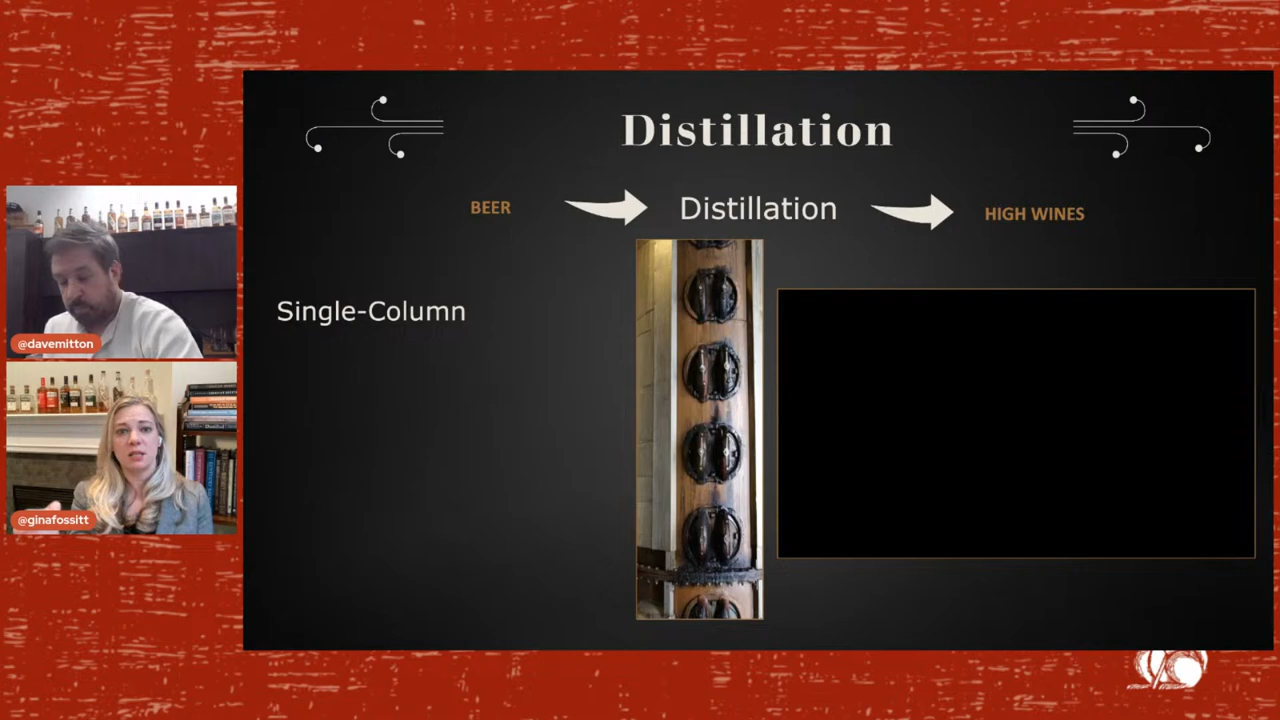 Distillation
BEER
Distillation
HIGH WINES
Single-Column
@davemitton
@ginafossitt